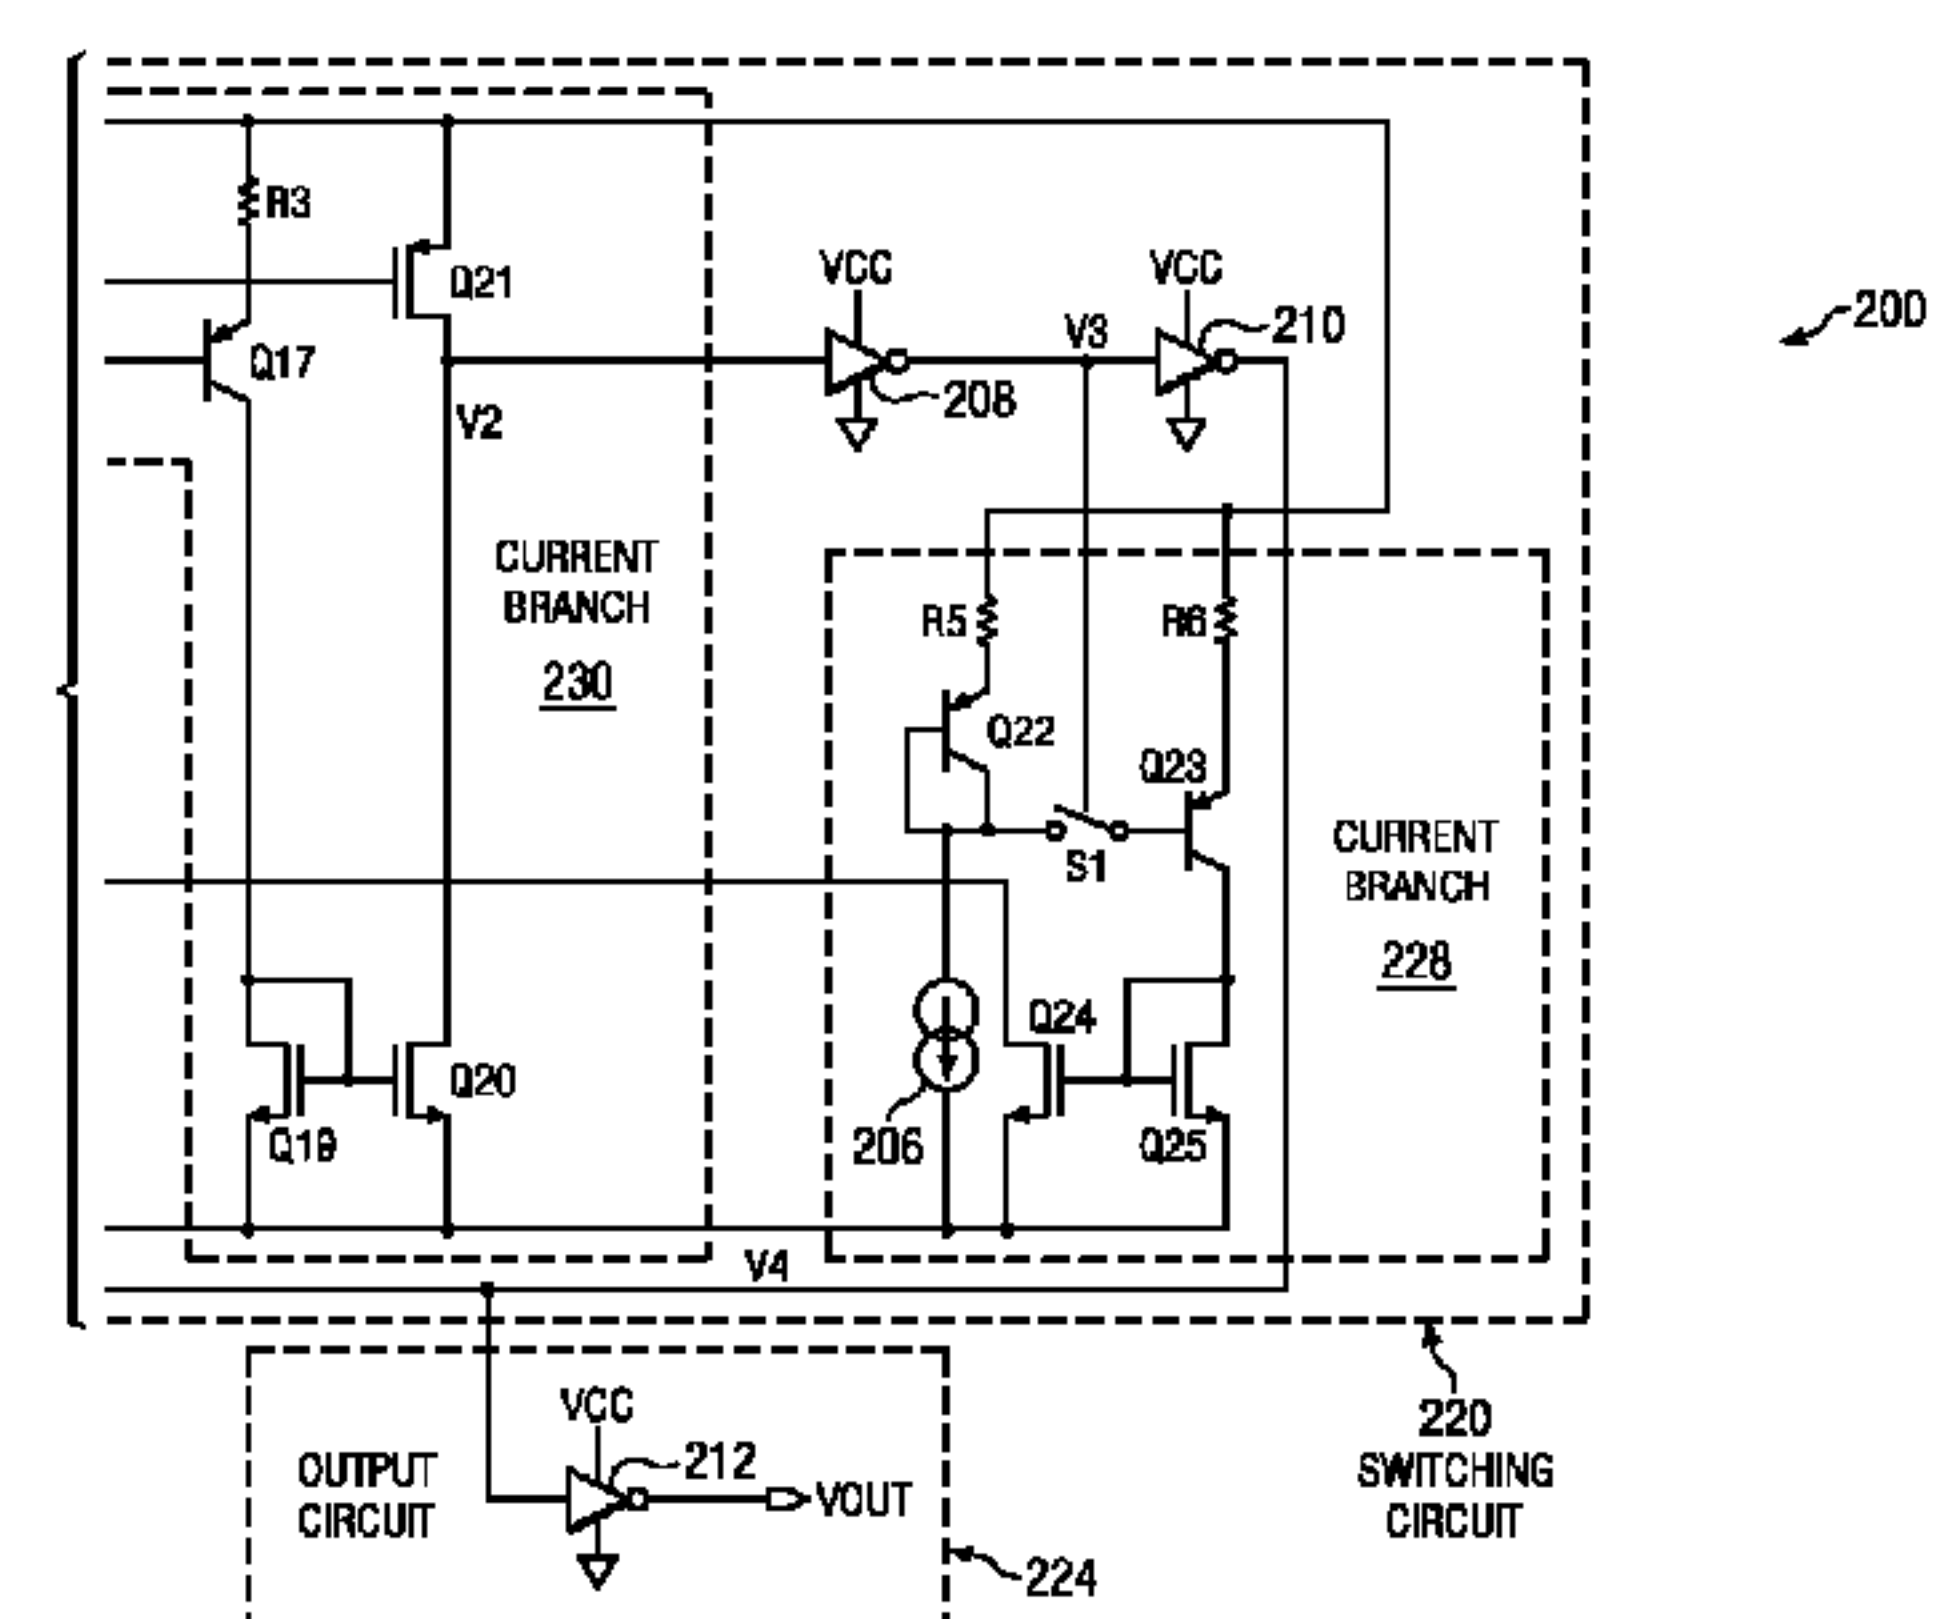 R3
Q21
Q17
V2
VCC
208
V3
VCC
210
200
CURRENT
BRANCH
230
R5
R6
Q22
Q23
S1
CURRENT
BRANCH
228
Q24
206
Q25
Q19
Q20
V4
220
SWITCHING
CIRCUIT
OUTPUT
CIRCUIT
VCC
212
VOUT
224